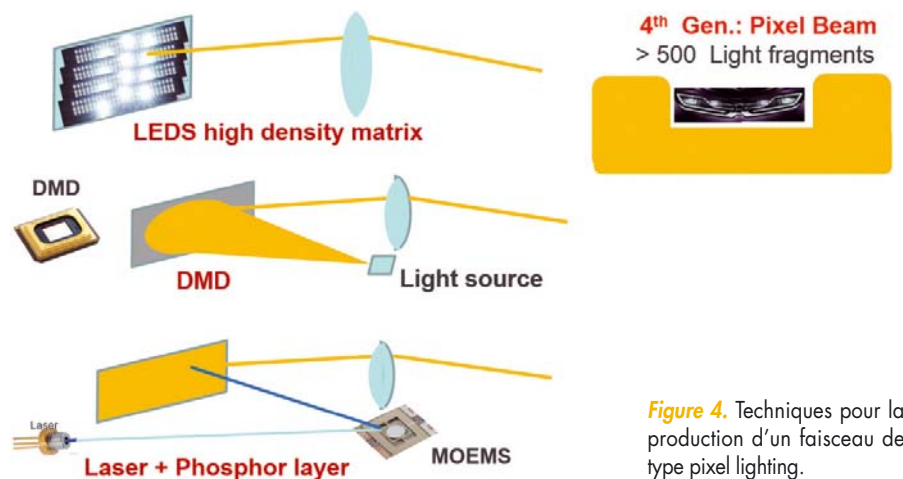 4th Gen.: Pixel Beam
> 500 Light fragments
LEDS high density matrix
DMD
DMD
Light source
Laser
MOEMS
Laser + Phosphor layer
Figure 4. Techniques pour la
production d'un faisceau de
type pixel lighting.